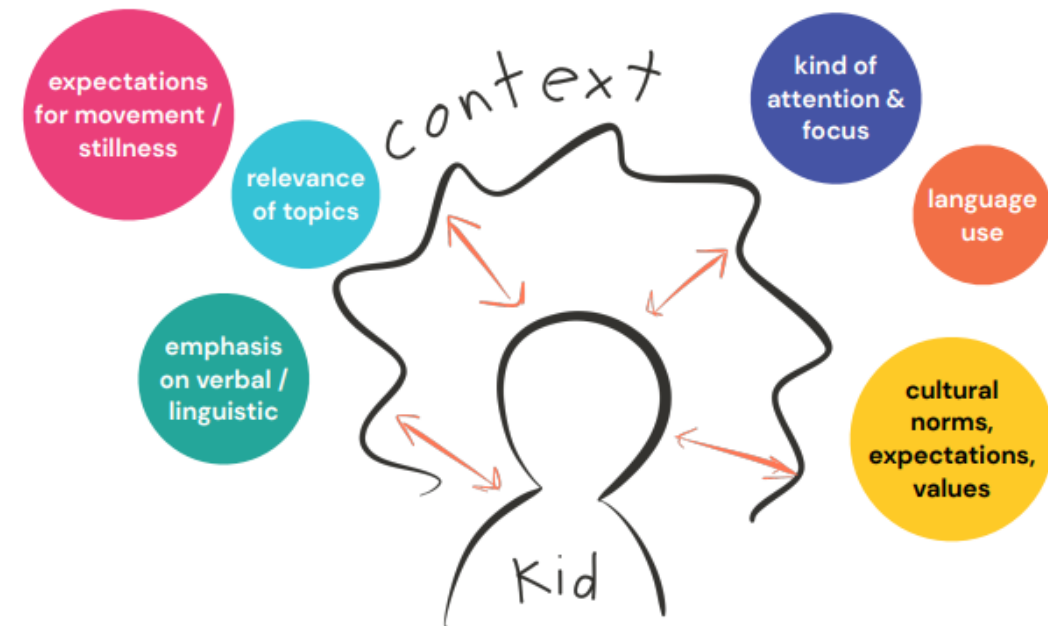 expectations
for movement /
stillness
relevance
of topics
emphasis
on verbal /
linguistic
context
kind of
attention &
focus
language
use
cultural
norms,
expectations,
values
Kid